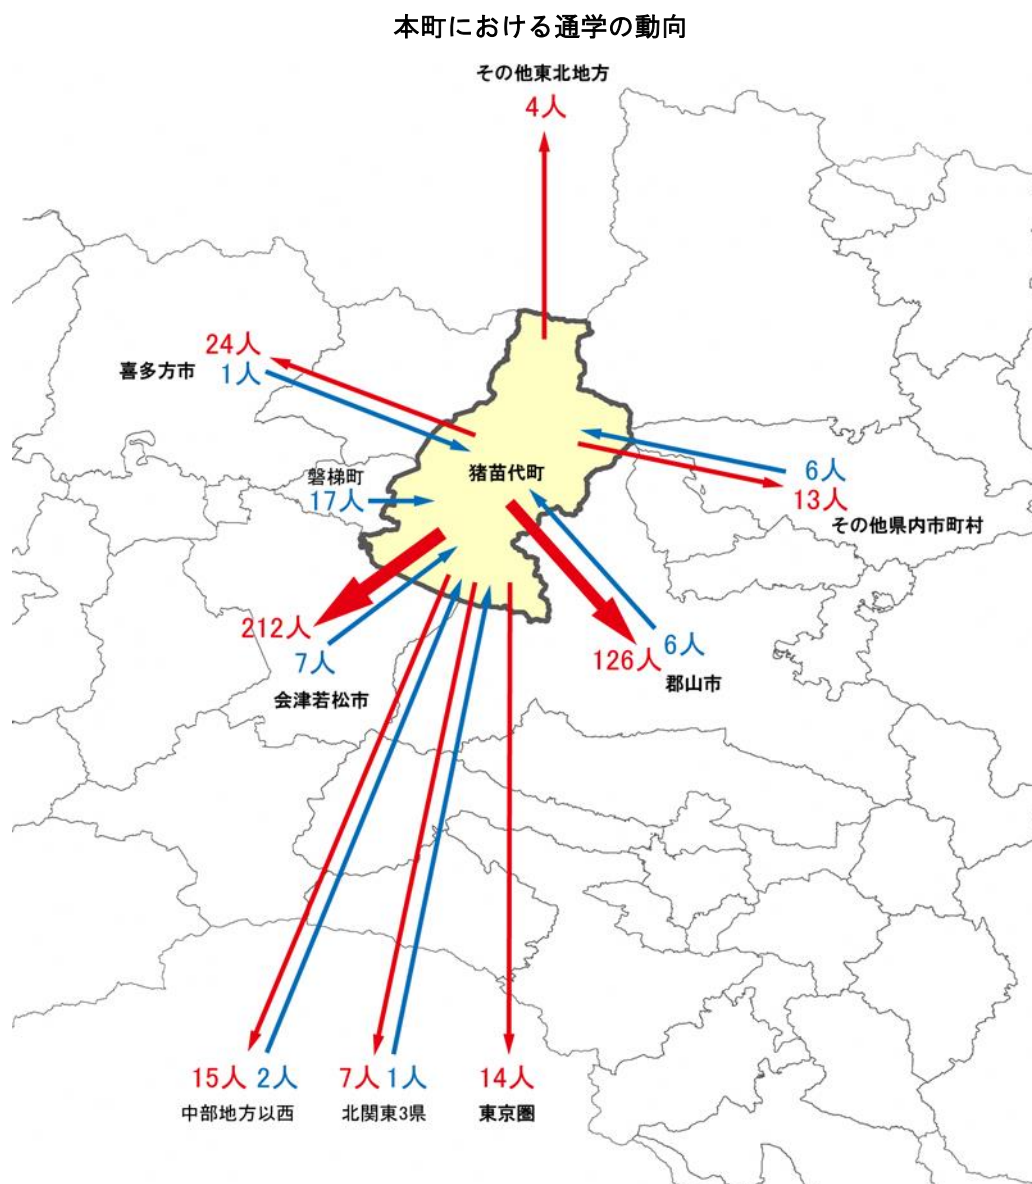 本町における通学の動向
その他東北地方
4人
24人
喜多方市
1人
磐梯町
17人
猪苗代町
6人
13人
その他県内市町村
212人
7人
会津若松市
126人
6人
郡山市
15人 2人
中部地方以西
7人 1人
北関東3県
14人
東京圏